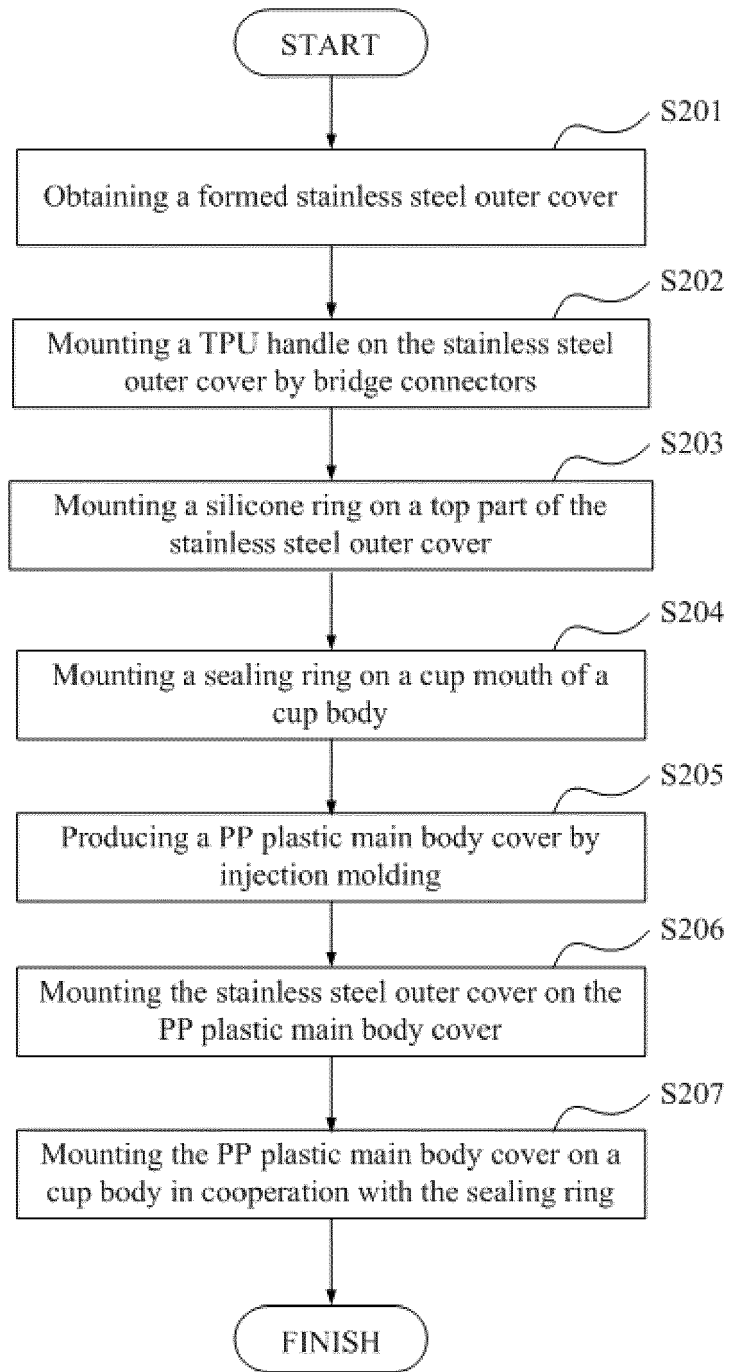 START
S201
Obtaining a formed stainless steel outer cover
S202
Mounting a TPU handle on the stainless steel
outer cover by bridge connectors
S203
Mounting a silicone ring on a top part of the
stainless steel outer cover
S204
Mounting a sealing ring on a cup mouth of a
cup body
S205
Producing a PP plastic main body cover by
injection molding
S206
Mounting the stainless steel outer cover on the
PP plastic main body cover
S207
Mounting the PP plastic main body cover on a
cup body in cooperation with the sealing ring
FINISH